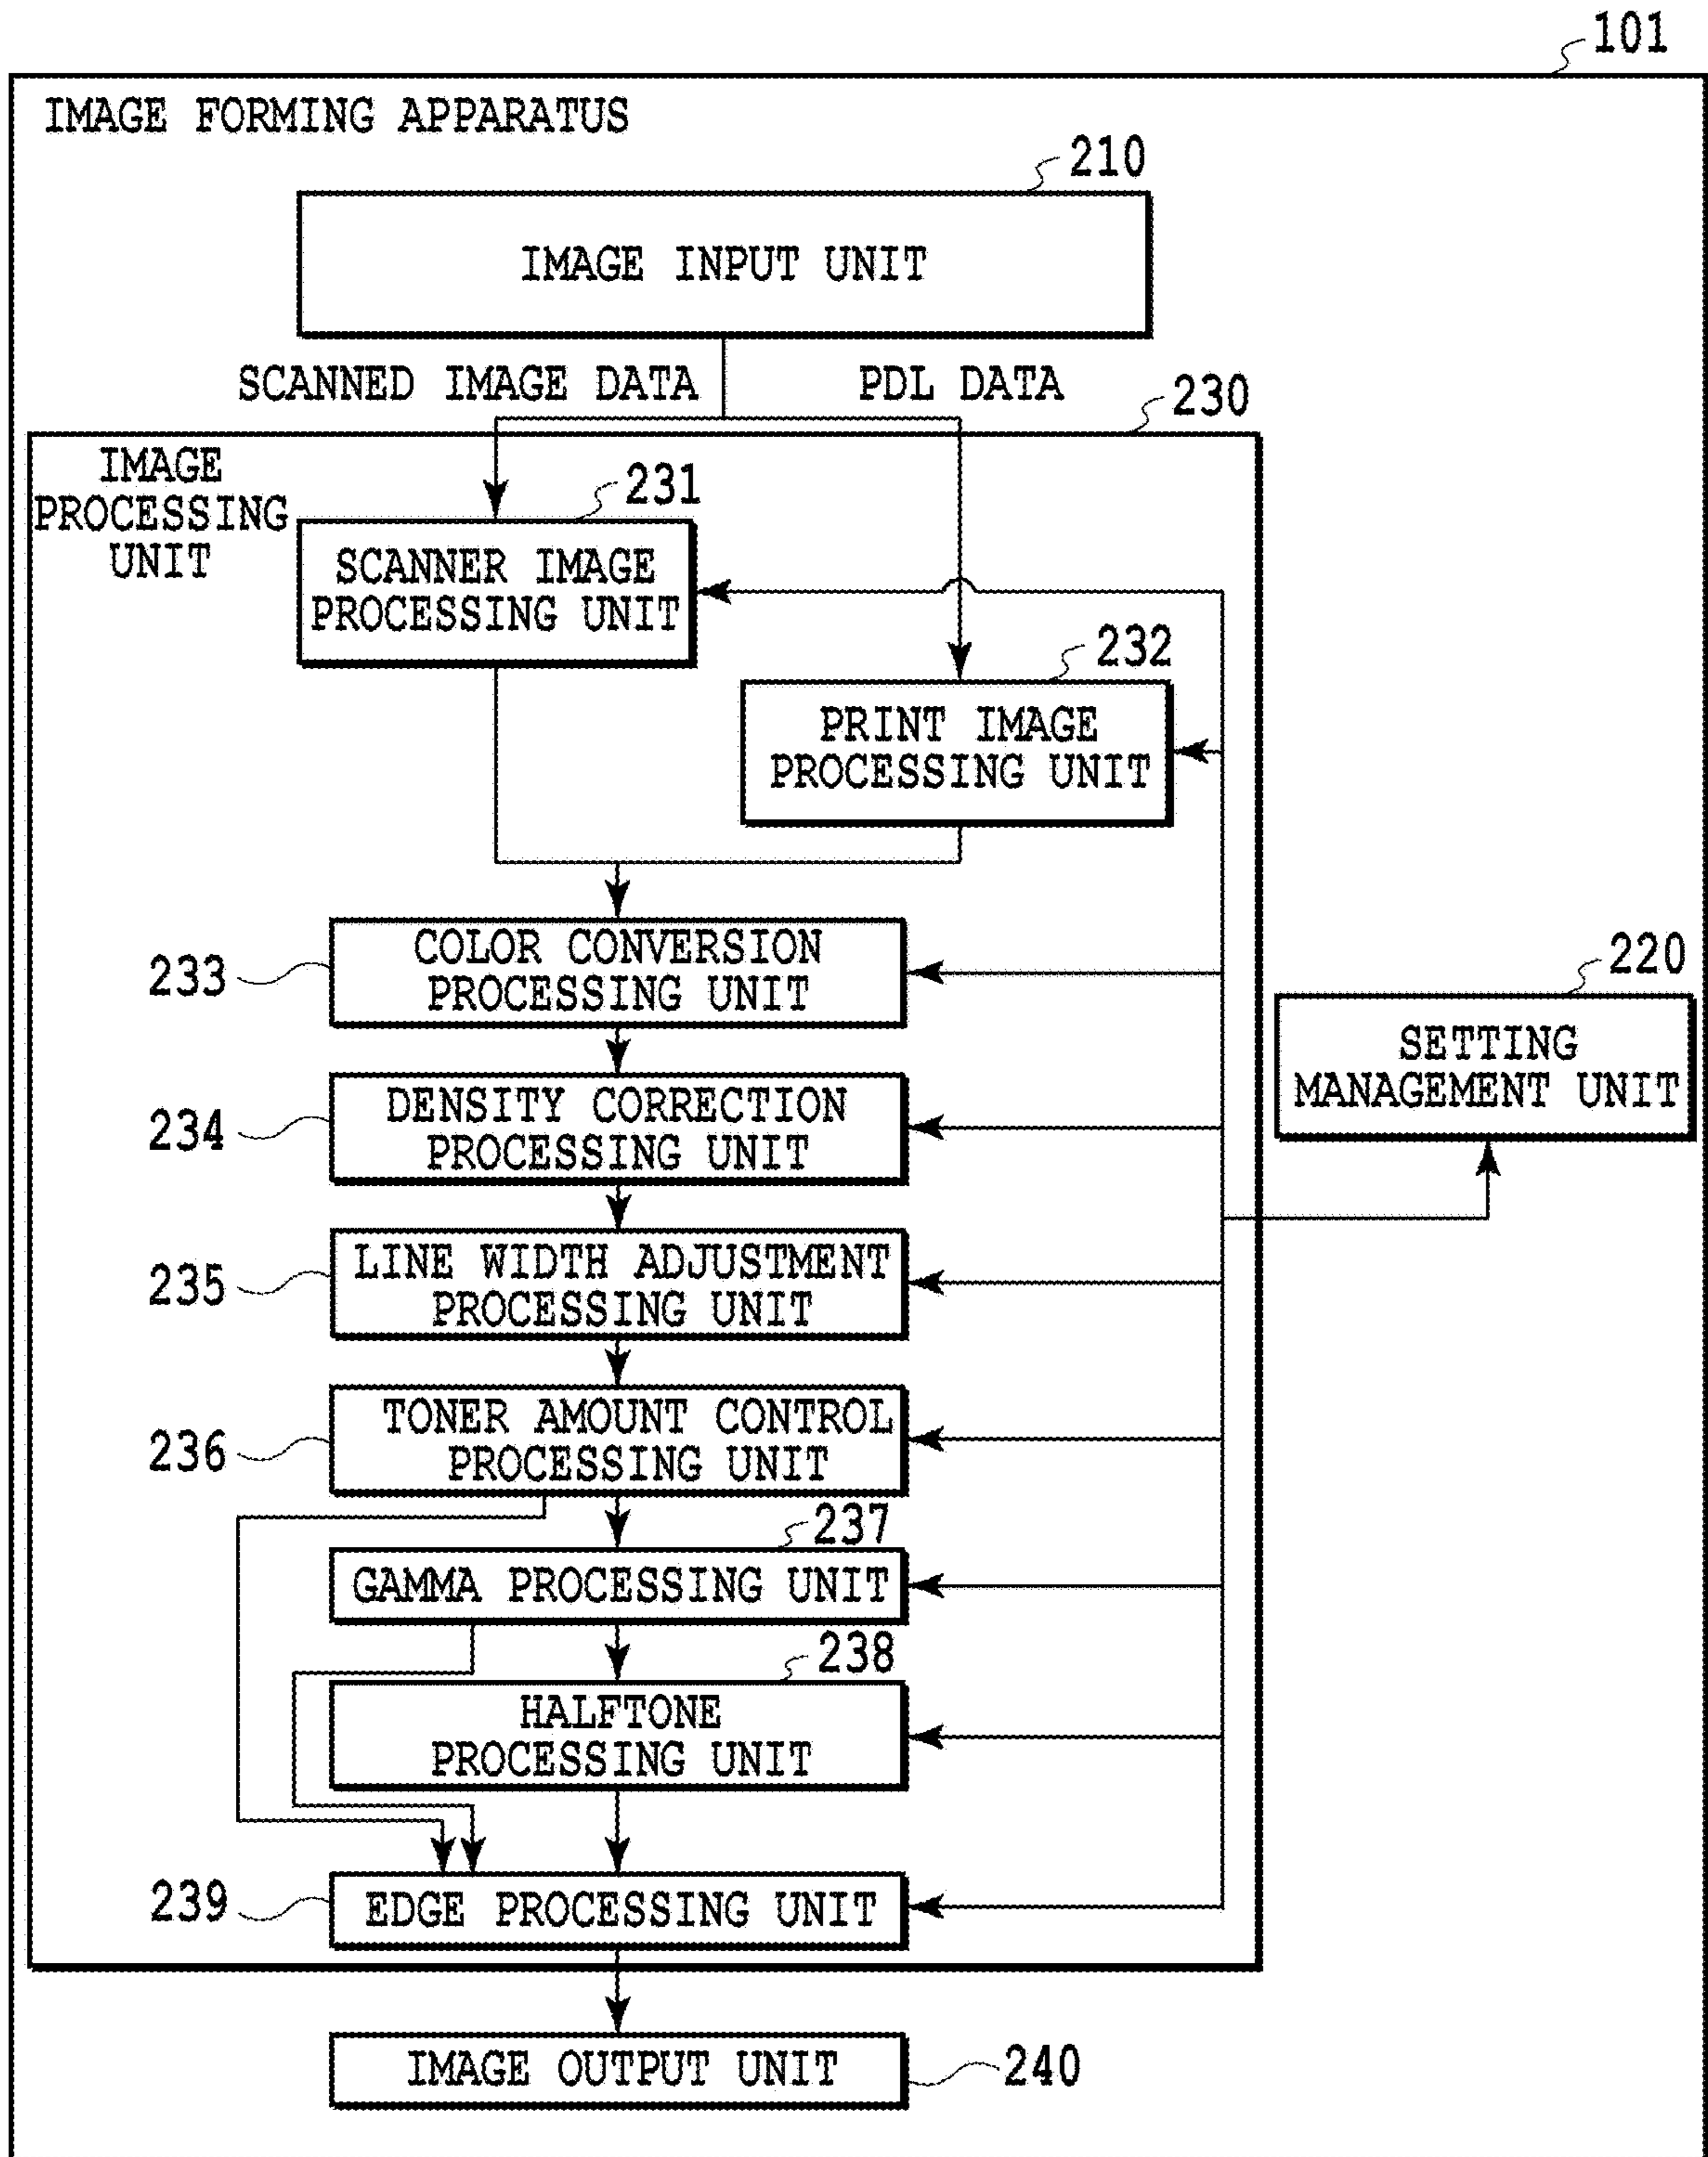 101
IMAGE FORMING APPARATUS
210
IMAGE INPUT UNIT
SCANNED IMAGE DATA
PDL DATA
230
IMAGE
PROCESSING
UNIT
231
SCANNER IMAGE
PROCESSING UNIT
232
PRINT IMAGE
PROCESSING UNIT
233
COLOR CONVERSION
PROCESSING UNIT
220
SETTING
MANAGEMENT UNIT
234
DENSITY CORRECTION
PROCESSING UNIT
235
LINE WIDTH ADJUSTMENT
PROCESSING UNIT
236
TONER AMOUNT CONTROL
PROCESSING UNIT
237
GAMMA PROCESSING UNIT
238
HALFTONE
PROCESSING UNIT
239
EDGE PROCESSING UNIT
IMAGE OUTPUT UNIT
240